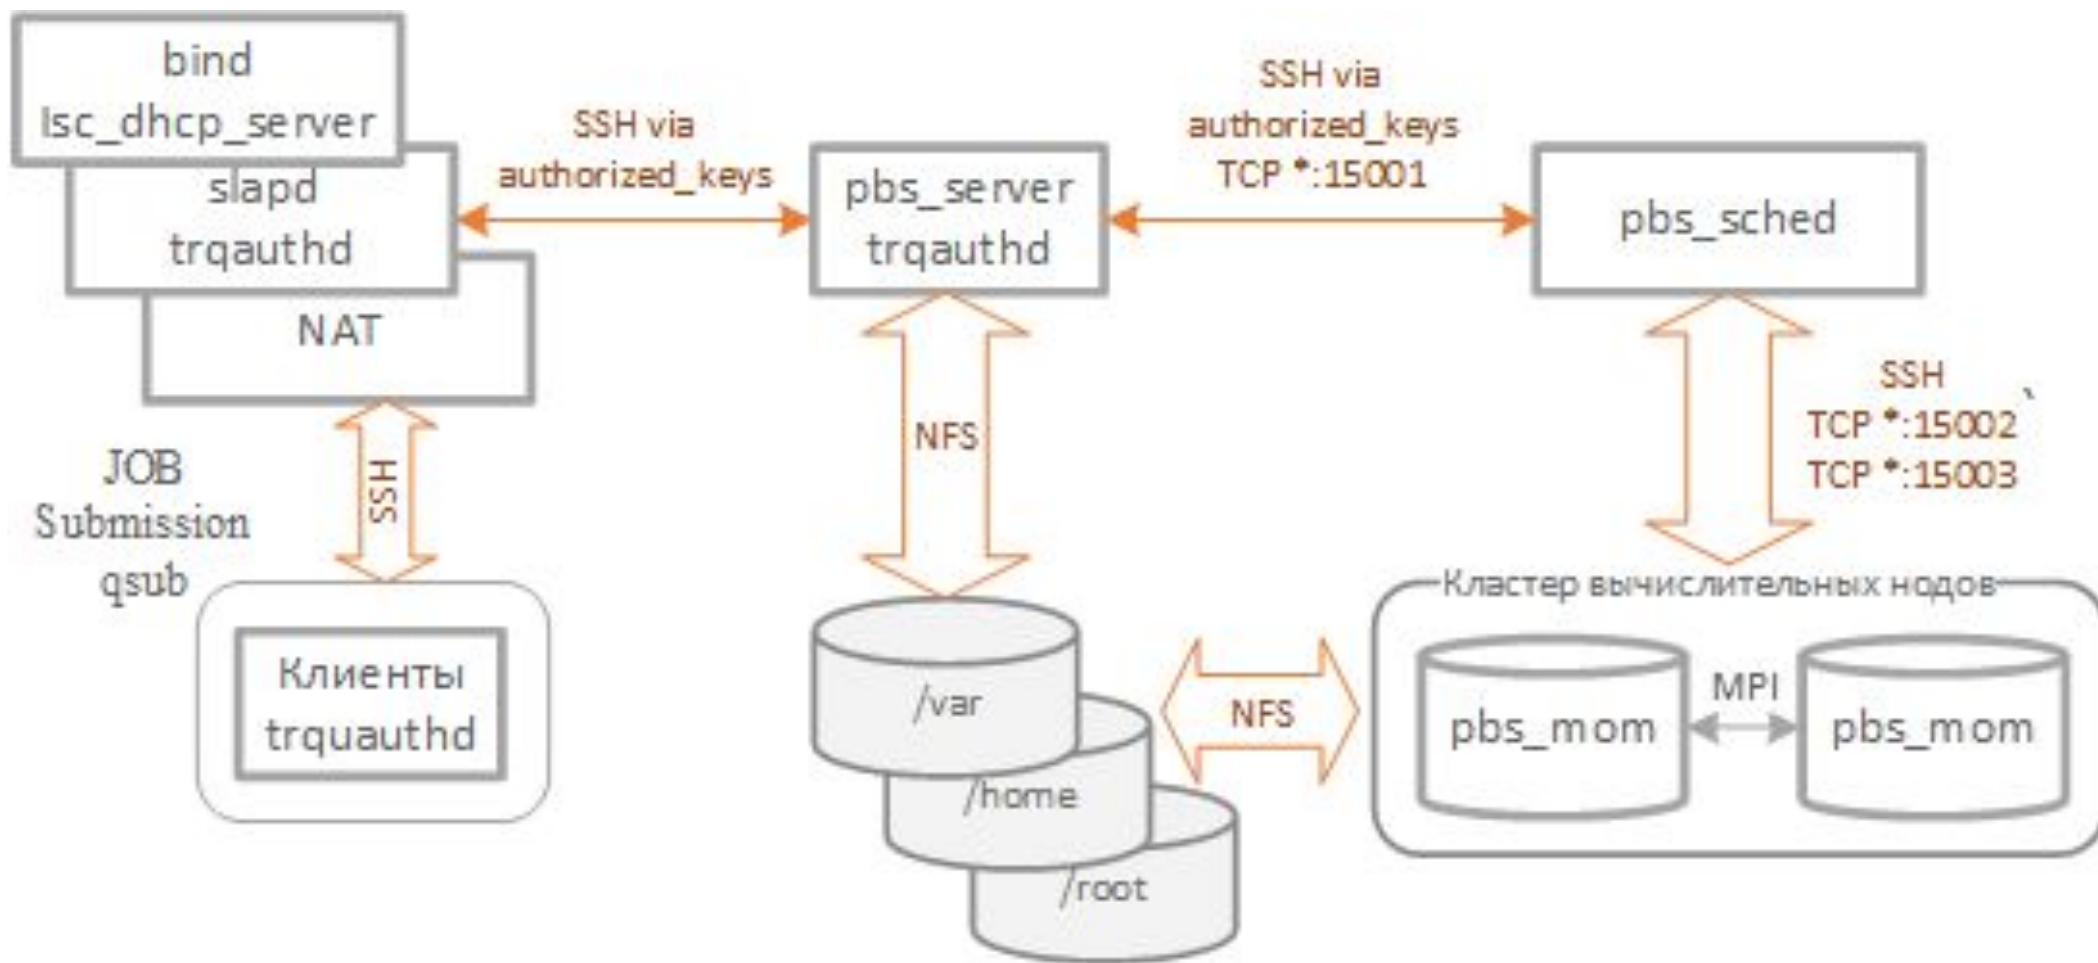 bind
Isc_dhcp_server
slapd
trqauthd
NAT
SSH via
authorized_keys
pbs_server
trqauthd
SSH via
authorized_keys
TCP *:15001
pbs_sched
JOB
Submission
qsub
SSH
Клиенты
trquauthd
NFS
/var
/home
/root
NFS
SSH
TCP *:15002`
TCP *:15003
Кластер вычислительных нодов
pbs_mom
MPI
pbs_mom